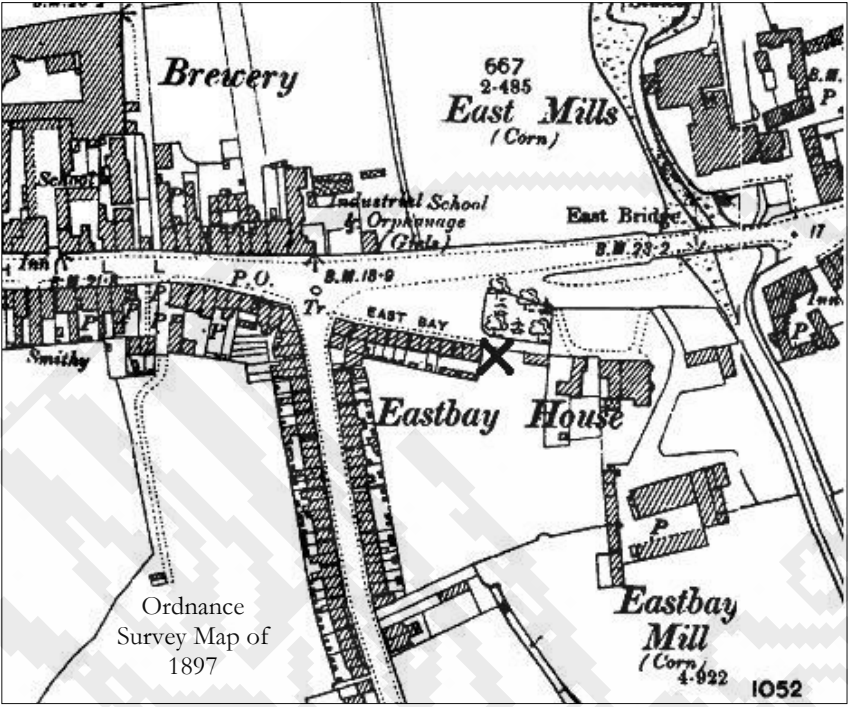 Brewery
667
2·485
East Mills
(Corn)
B.M.
P
School
P
Industrial School
& Orphanage
(Girls)
East Bridge
17
Inn
B.M. 21·8
P.O.
B.M. 18·9
B.M. 23·2
Tr.
EAST BAY
Inn
P
P
P
P
P
Smithy
Eastbay House
P
Eastbay
Mill
(Corn)
4·922
1052
Ordnance
Survey Map of
1897